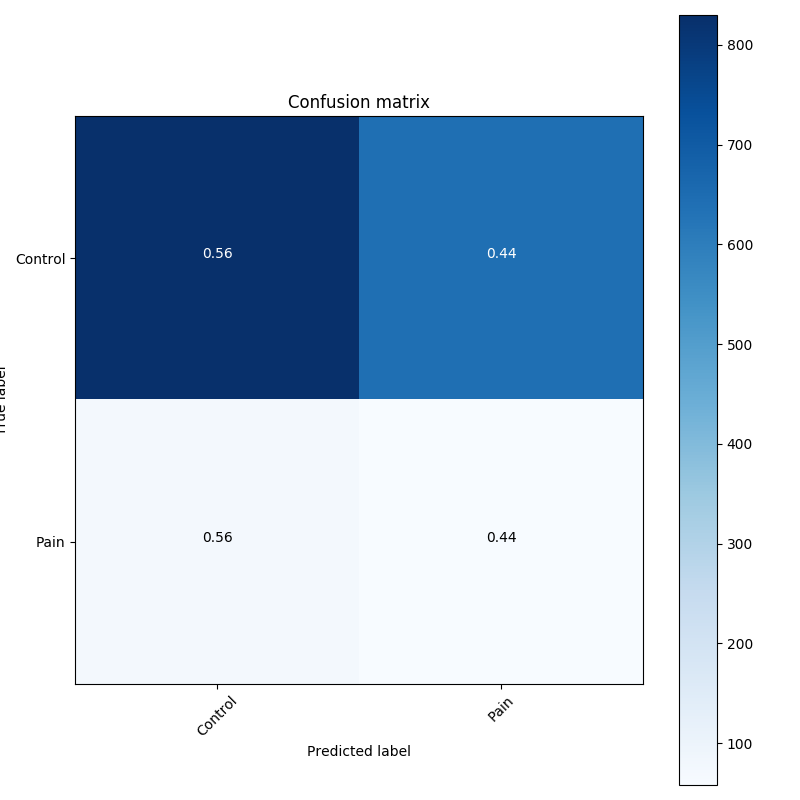 Confusion matrix
Control
0.56
0.44
Pain
0.56
0.44
Control
Pain
Predicted label
800
700
600
500
400
300
200
100